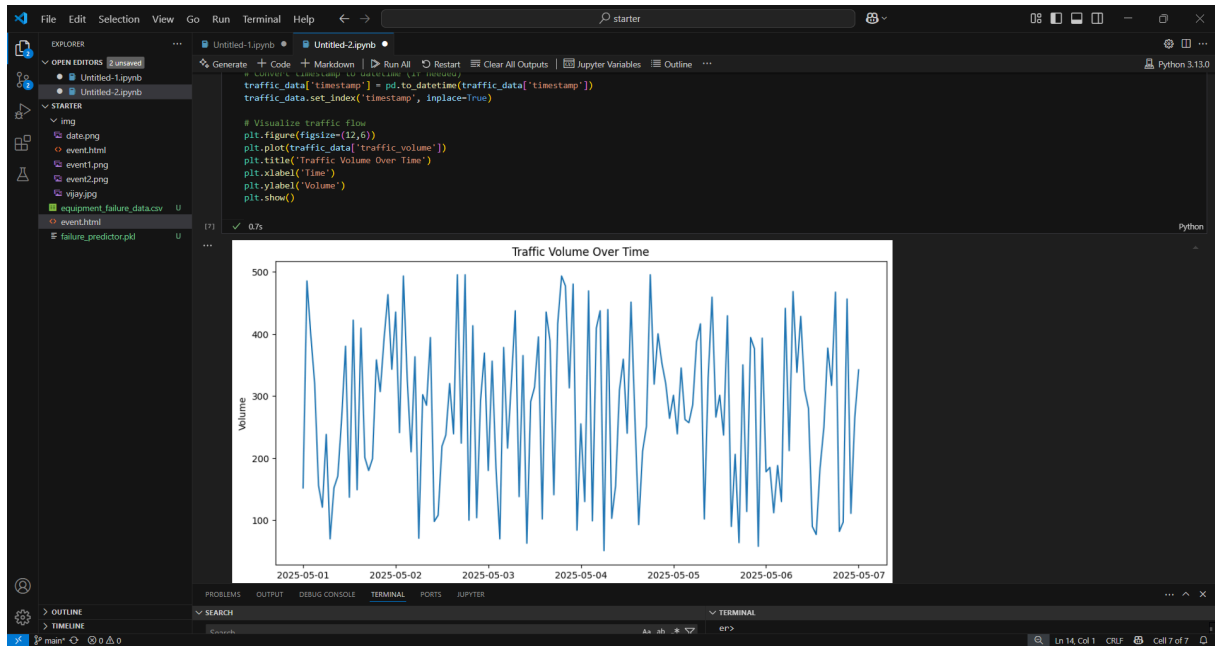 File Edit Selection View Go Run Terminal Help
starter
EXPLORER
OPEN EDITORS 2 unsaved
Untitled-1.ipynb
Untitled-2.ipynb
STARTER
img
date.png
event.html
event1.png
event2.png
vijay.jpg
equipment_failure_data.csv U
event.html
failure_predictor.pkl U
OUTLINE
TIMELINE
Untitled-1.ipynb
Untitled-2.ipynb
Generate Code Markdown Run All Restart Clear All Outputs Jupyter Variables Outline ... Python 3.13.0
# Convert timestamp to datetime (if needed)
traffic_data['timestamp'] = pd.to_datetime(traffic_data['timestamp'])
traffic_data.set_index('timestamp', inplace=True)
# Visualize traffic flow
plt.figure(figsize=(12,6))
plt.plot(traffic_data['traffic_volume'])
plt.title('Traffic Volume Over Time')
plt.xlabel('Time')
plt.ylabel('Volume')
plt.show()
[7] 0.7s Python
Traffic Volume Over Time
500
400
300
200
100
Volume
2025-05-01 2025-05-02 2025-05-03 2025-05-04 2025-05-05 2025-05-06 2025-05-07
PROBLEMS OUTPUT DEBUG CONSOLE TERMINAL PORTS JUPYTER
SEARCH
Search Aa ab .*
TERMINAL
er>
main* 0 0 Ln 14, Col 1 CRLF Cell 7 of 7